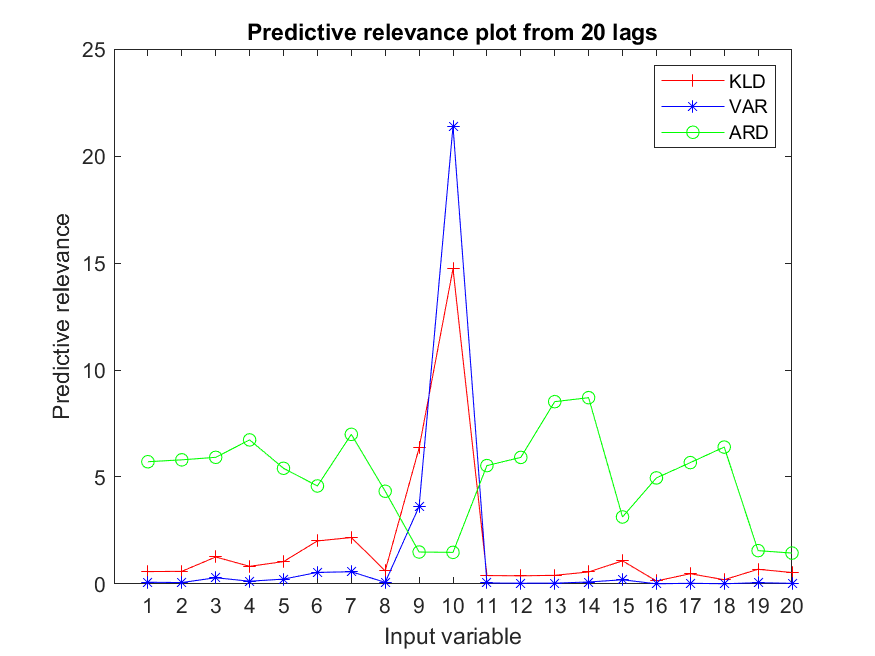 Predictive relevance plot from 20 lags
25
20
15
10
5
0
Predictive relevance
KLD
VAR
ARD
1 2 3 4 5 6 7 8 9 10 11 12 13 14 15 16 17 18 19 20
Input variable